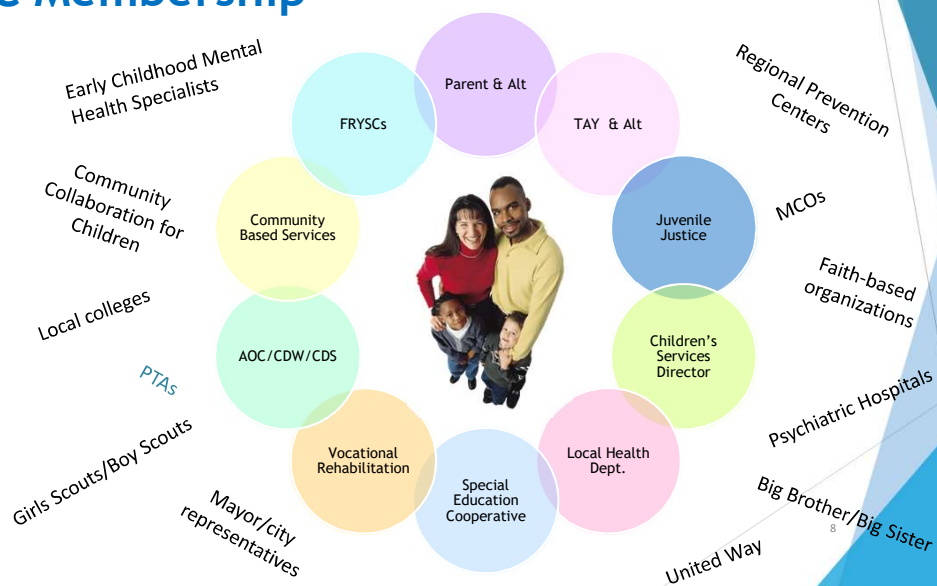 e Membership
Early Childhood Mental
Health Specialists
Parent & Alt
Regional Prevention
Centers
FRYSCs
TAY & Alt
Community
Collaboration for
Children
Community
Based Services
Juvenile
Justice
MCOs
Faith-based
organizations
Local colleges
AOC/CDW/CDS
Children's
Services
Director
PTAs
Psychiatric Hospitals
Girls Scouts/Boy Scouts
Vocational
Rehabilitation
Local Health
Dept.
Special
Education
Cooperative
Mayor/city
representatives
Big Brother/Big Sister
8
United Way